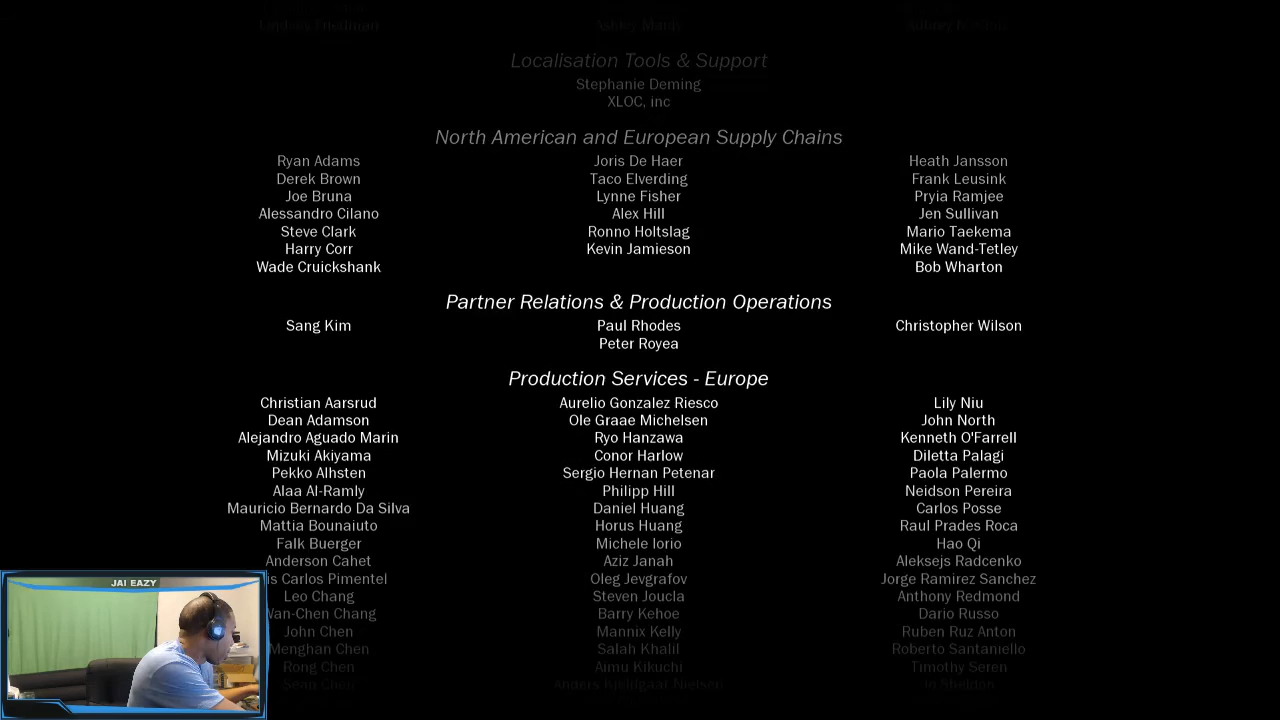 Localisation Tools & Support
Stephanie Deming
XLOC, inc
North American and European Supply Chains
Ryan Adams Joris De Haer Heath Jansson
Derek Brown Taco Elverding Frank Leusink
Joe Bruna Lynne Fisher Pryia Ramjee
Alessandro Cilano Alex Hill Jen Sullivan
Steve Clark Ronno Holtslag Mario Taekema
Harry Corr Kevin Jamieson Mike Wand-Tetley
Wade Cruickshank Bob Wharton
Partner Relations & Production Operations
Sang Kim Paul Rhodes Christopher Wilson
Peter Royea
Production Services - Europe
Christian Aarsrud Aurelio Gonzalez Riesco Lily Niu
Dean Adamson Ole Graae Michelsen John North
Alejandro Aguado Marin Ryo Hanzawa Kenneth O'Farrell
Mizuki Akiyama Conor Harlow Diletta Palagi
Pekko Alhsten Sergio Hernan Petenar Paola Palermo
Alaa Al-Ramly Philipp Hill Neidson Pereira
Mauricio Bernardo Da Silva Daniel Huang Carlos Posse
Mattia Bounaiuto Horus Huang Raul Prades Roca
Falk Buerger Michele Iorio Hao Qi
Anderson Cahet Aziz Janah Aleksejs Radcenko
Carlos Pimentel Oleg Jevgrafov Jorge Ramirez Sanchez
JAI EAZY
Leo Chang Steven Joucla Anthony Redmond
Chang Barry Kehoe Dario Russo
John Chen Mannix Kelly Ruben Ruz Anton
Menghan Chen Salah Khalil Roberto Santaniello
Rong Chen Aimu Kikuchi Timothy Seren